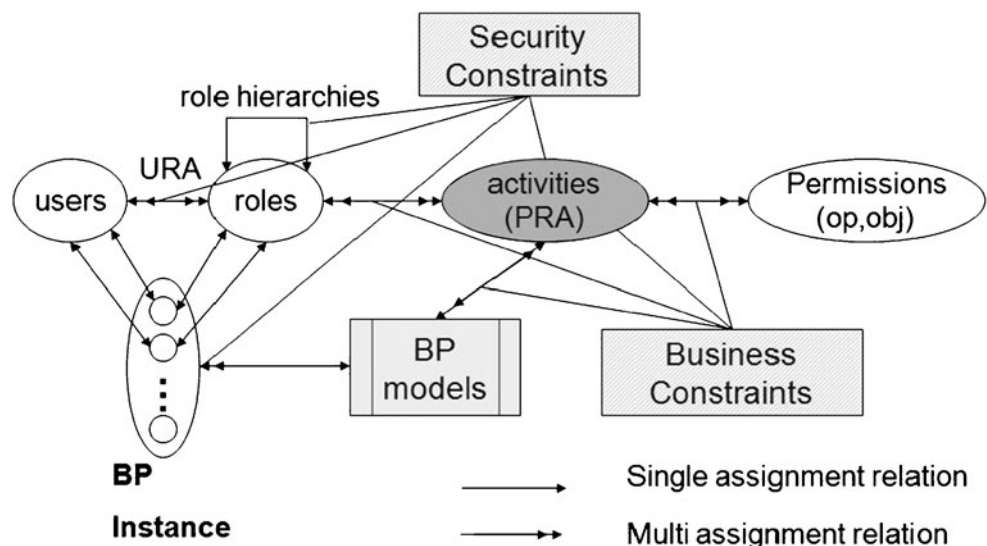 Security
Constraints
role hierarchies
URA
users
roles
activities
(PRA)
Permissions
(op,obj)
BP
models
Business
Constraints
BP
Instance
Single assignment relation
Multi assignment relation